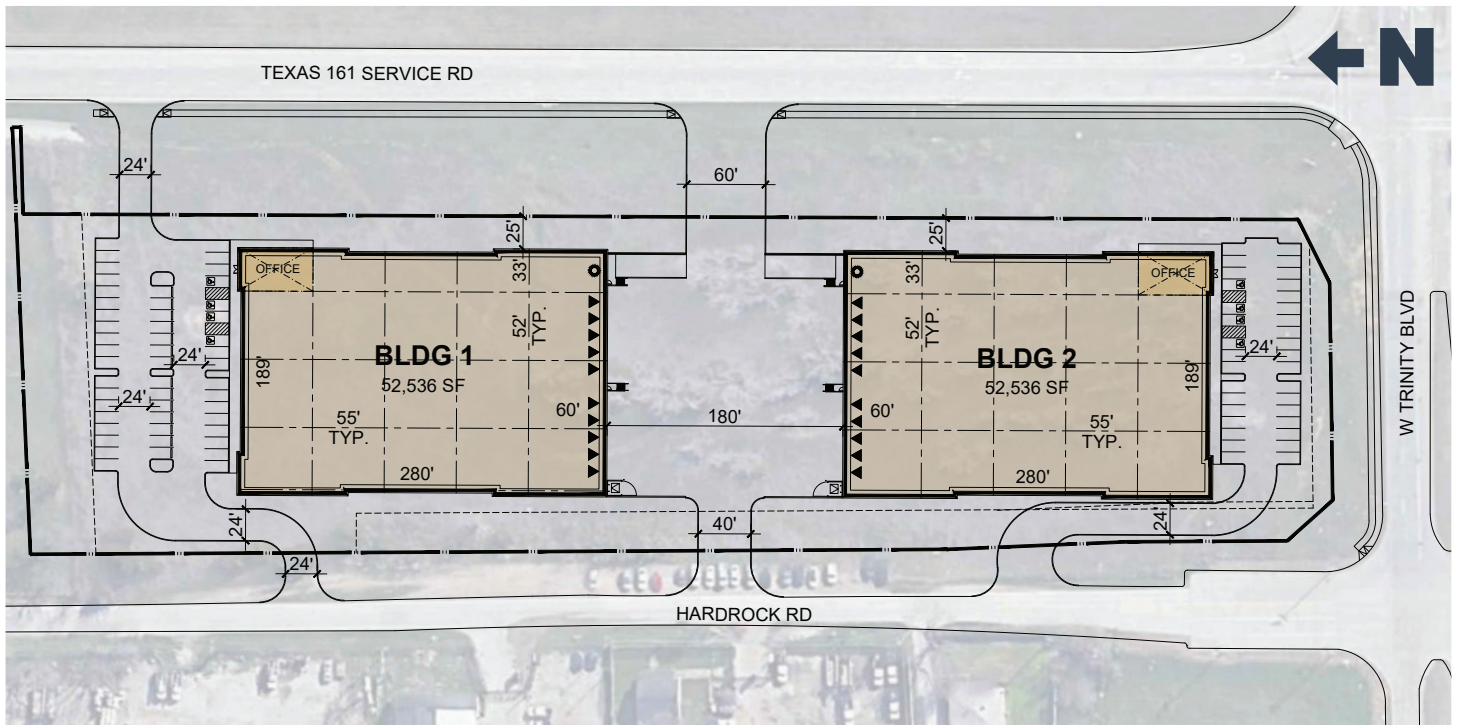 TEXAS 161 SERVICE RD
N
24'
60'
25'
25'
OFFICE
33'
33'
OFFICE
52'
TYP.
52'
TYP.
BLDG 1
52,536 SF
BLDG 2
52,536 SF
189'
189'
24'
24'
24'
55'
TYP.
60'
180'
60'
55'
TYP.
280'
280'
24'
40'
24'
24'
HARDROCK RD
W TRINITY BLVD